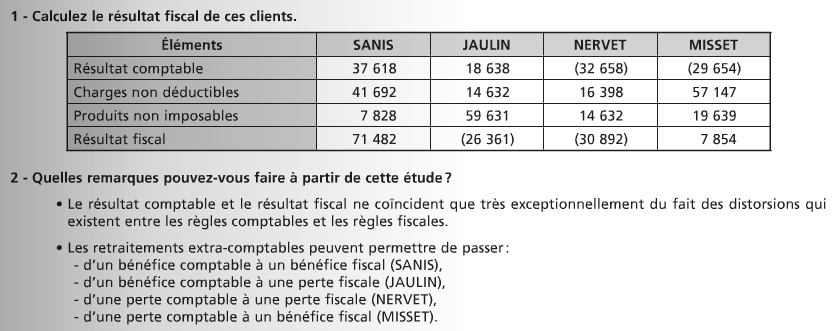 1 - Calculez le résultat fiscal de ces clients.
Éléments SANIS JAULIN NERVET MISSET
Résultat comptable 37 618 18 638 (32 658) (29 654)
Charges non déductibles 41 692 14 632 16 398 57 147
Produits non imposables 7 828 59 631 14 632 19 639
Résultat fiscal 71 482 (26 361) (30 892) 7 854
2 - Quelles remarques pouvez-vous faire à partir de cette étude ?
• Le résultat comptable et le résultat fiscal ne coïncident que très exceptionnellement du fait des distorsions qui
existent entre les règles comptables et les règles fiscales.
• Les retraitements extra-comptables peuvent permettre de passer :
- d'un bénéfice comptable à un bénéfice fiscal (SANIS),
- d'un bénéfice comptable à une perte fiscale (JAULIN),
- d'une perte comptable à une perte fiscale (NERVET),
- d'une perte comptable à un bénéfice fiscal (MISSET).